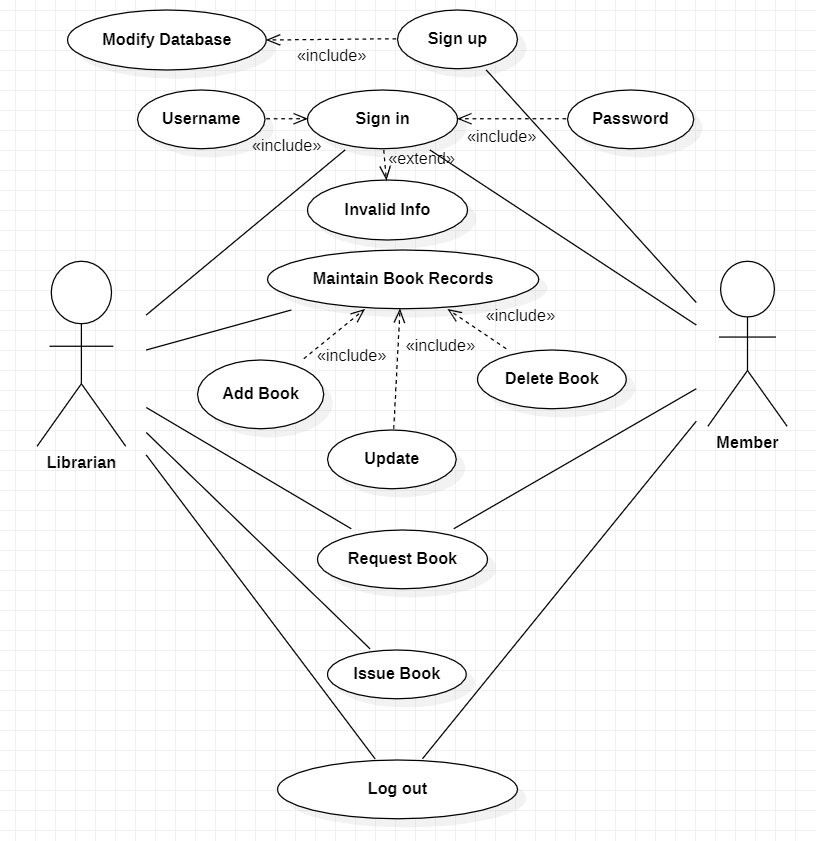 Modify Database
Sign up
«include»
Username
Sign in
Password
«include»
«include»
«extend»
Invalid Info
Maintain Book Records
«include»
«include»
«include»
Add Book
Delete Book
Update
Librarian
Member
Request Book
Issue Book
Log out